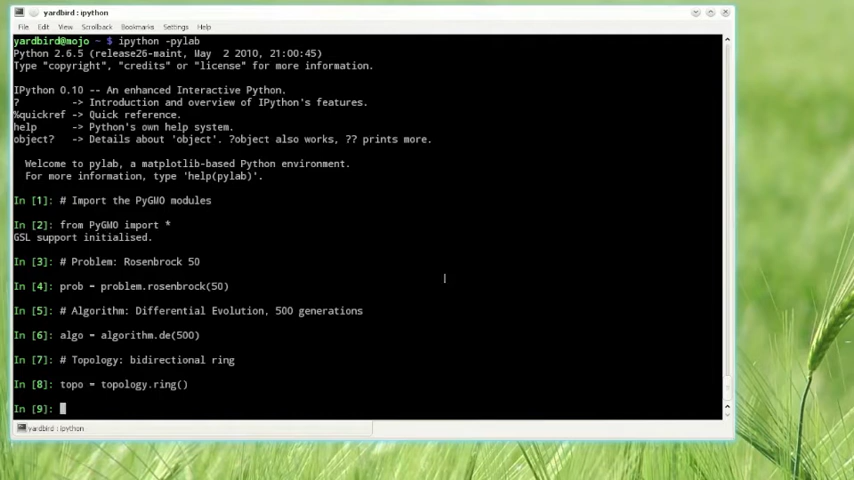 yardbird : ipython
File Edit View Scrollback Bookmarks Settings Help
yardbird@mojo ~ $ ipython -pylab
Python 2.6.5 (release26-maint, May  2 2010, 21:00:45)
Type "copyright", "credits" or "license" for more information.
IPython 0.10 -- An enhanced Interactive Python.
?         -> Introduction and overview of IPython's features.
%quickref -> Quick reference.
help      -> Python's own help system.
object?   -> Details about 'object'. ?object also works, ?? prints more.
Welcome to pylab, a matplotlib-based Python environment.
For more information, type 'help(pylab)'.
In [1]: # Import the PyGMO modules
In [2]: from PyGMO import *
GSL support initialised.
In [3]: # Problem: Rosenbrock 50
In [4]: prob = problem.rosenbrock(50)
In [5]: # Algorithm: Differential Evolution, 500 generations
In [6]: algo = algorithm.de(500)
In [7]: # Topology: bidirectional ring
In [8]: topo = topology.ring()
In [9]:
yardbird : ipython